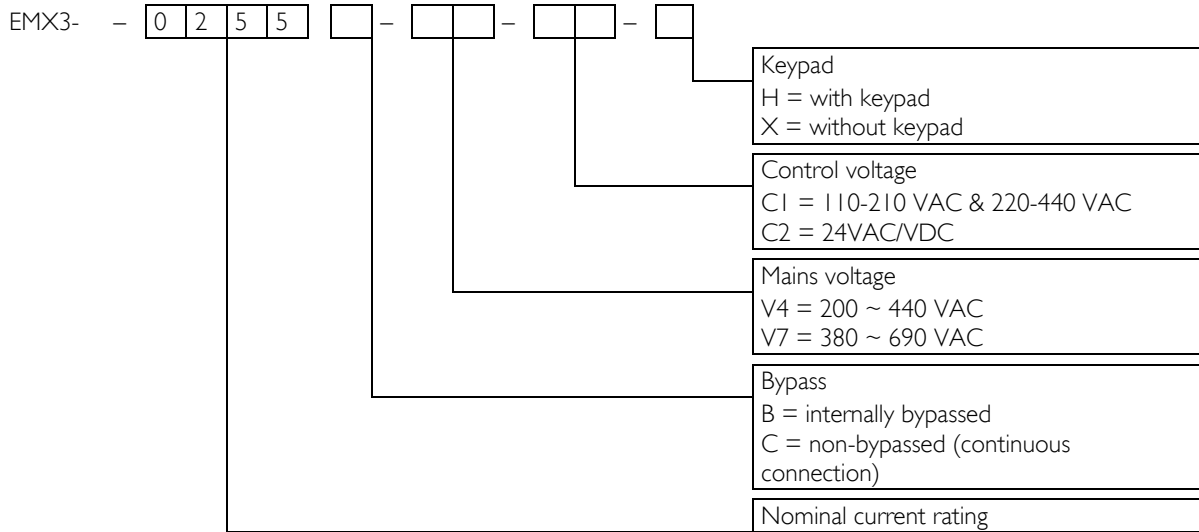 EMX3- – 0 2 5 5 – – –
Keypad
H = with keypad
X = without keypad
Control voltage
C1 = 110-210 VAC & 220-440 VAC
C2 = 24VAC/VDC
Mains voltage
V4 = 200 ~ 440 VAC
V7 = 380 ~ 690 VAC
Bypass
B = internally bypassed
C = non-bypassed (continuous
connection)
Nominal current rating